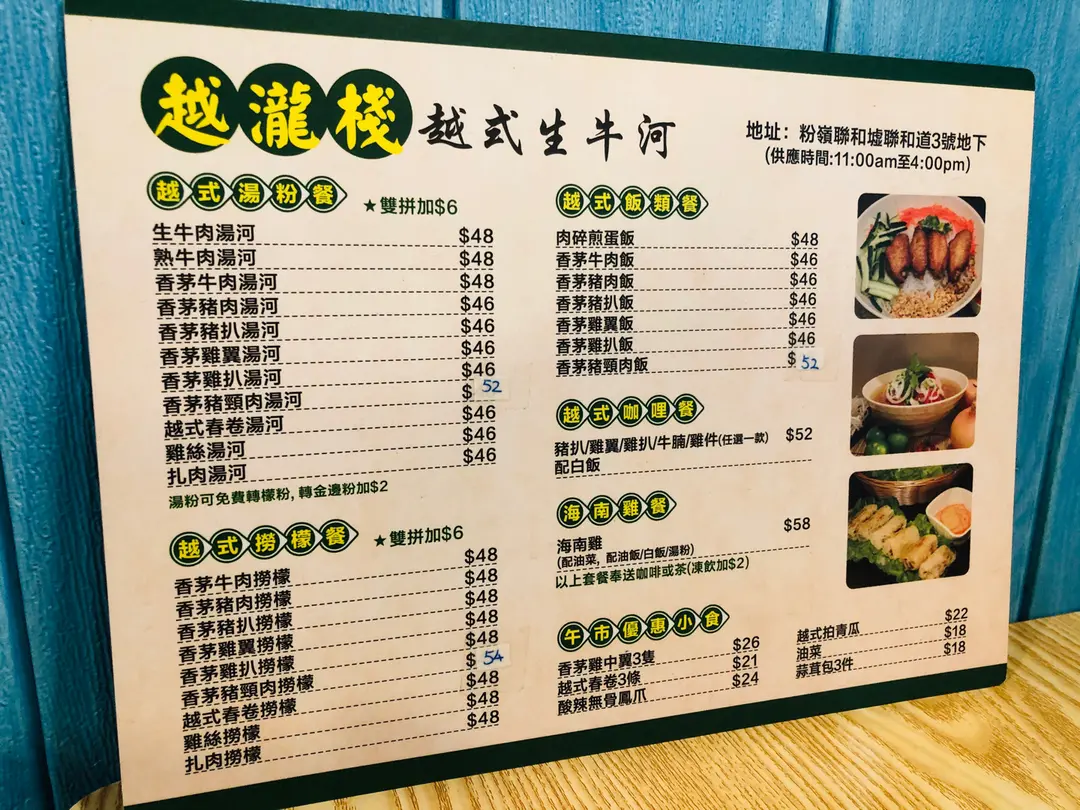 越瀧棧 越式生牛河
地址：粉嶺聯和墟聯和道3號地下
(供應時間:11:00am至4:00pm)
越式湯粉餐 ★雙拼加$6
生牛肉湯河 $48
熟牛肉湯河 $48
香茅牛肉湯河 $48
香茅豬肉湯河 $46
香茅豬扒湯河 $46
香茅雞翼湯河 $46
香茅雞扒湯河 $46
香茅豬頸肉湯河 $52
越式春卷湯河 $46
雞絲湯河 $46
扎肉湯河 $46
湯粉可免費轉檬粉, 轉金邊粉加$2
越式撈檬餐 ★雙拼加$6
香茅牛肉撈檬 $48
香茅豬肉撈檬 $48
香茅豬扒撈檬 $48
香茅雞翼撈檬 $48
香茅雞扒撈檬 $48
香茅豬頸肉撈檬 $54
越式春卷撈檬 $48
雞絲撈檬 $48
扎肉撈檬 $48
越式飯類餐
肉碎煎蛋飯 $48
香茅牛肉飯 $46
香茅豬肉飯 $46
香茅豬扒飯 $46
香茅雞翼飯 $46
香茅雞扒飯 $46
香茅豬頸肉飯 $52
越式咖哩餐
豬扒/雞翼/雞扒/牛腩/雞件(任選一款) $52
配白飯
海南雞餐
海南雞 $58
(配油菜, 配油飯/白飯/湯粉)
以上套餐奉送咖啡或茶(凍飲加$2)
午市優惠小食
香茅雞中翼3隻 $26
越式春卷3條 $21
酸辣無骨鳳爪 $24
越式拍青瓜 $22
油菜 $18
蒜茸包3件 $18